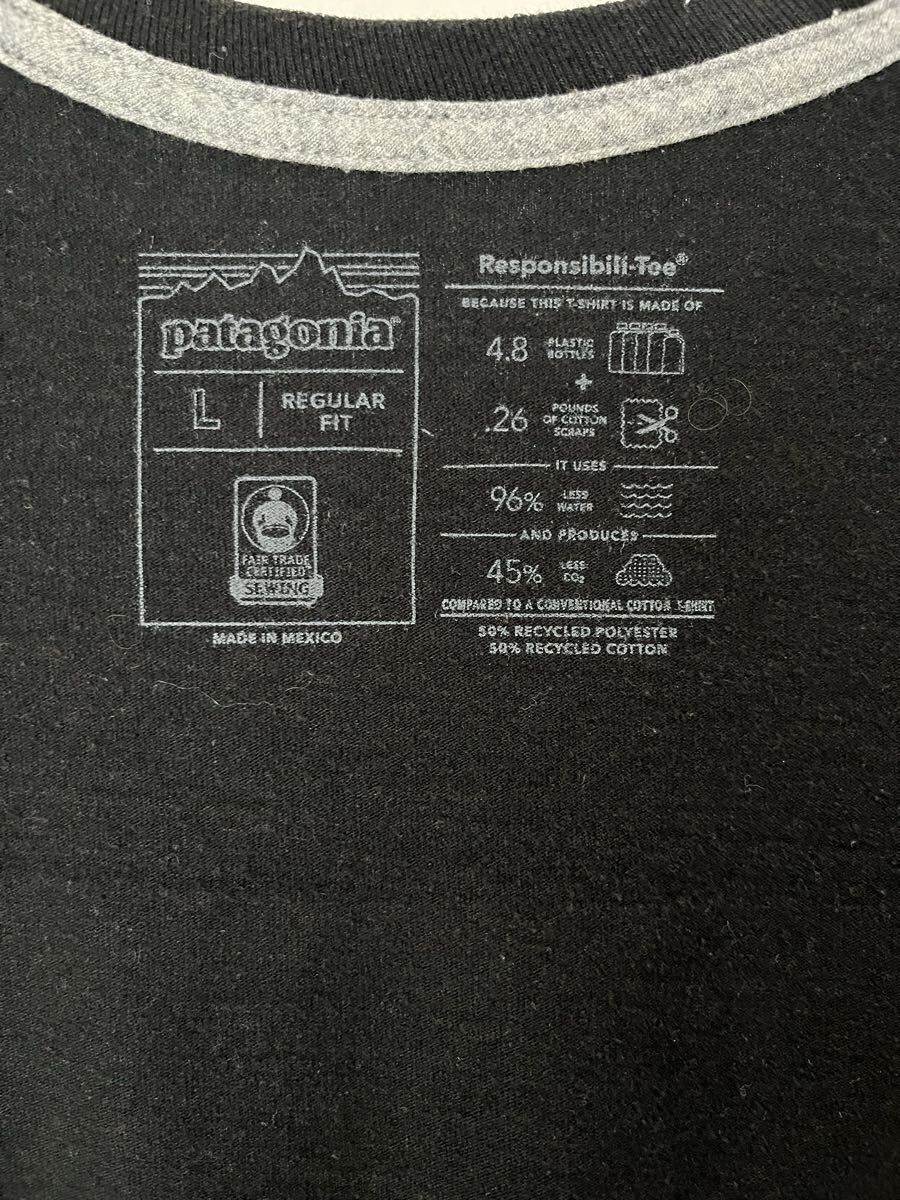 patagonia®
L
REGULAR
FIT
FAIR TRADE
CERTIFIED™
SEWING
MADE IN MEXICO
Responsibili-Tee®
BECAUSE THIS T-SHIRT IS MADE OF
4.8 PLASTIC
BOTTLES
+
.26 POUNDS
OF COTTON
SCRAPS
IT USES
96% LESS
WATER
AND PRODUCES
45% LESS
CO₂
COMPARED TO A CONVENTIONAL COTTON T-SHIRT
50% RECYCLED POLYESTER
50% RECYCLED COTTON